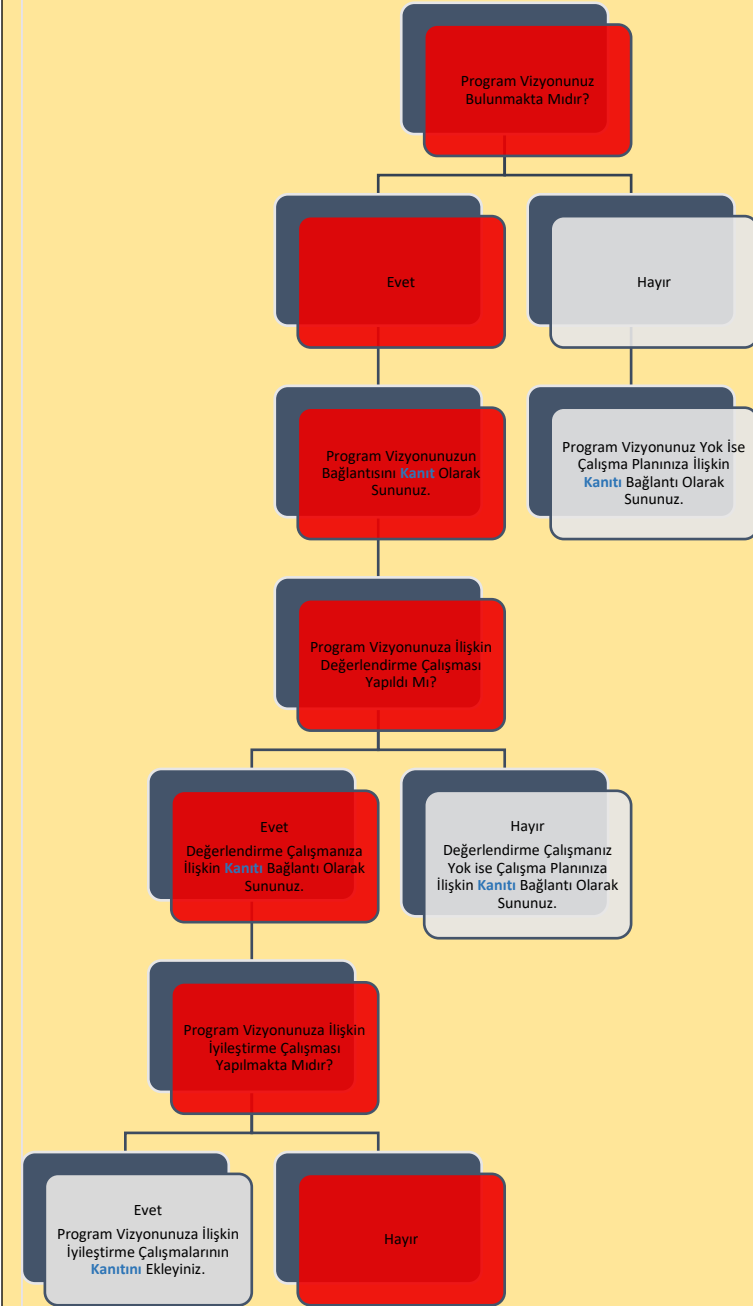 Program Vizyonunuz
Bulunmakta Mıdır?
Evet
Hayır
Program Vizyonunuzun
Bağlantısını Kanıt Olarak
Sununuz.
Program Vizyonunuz Yok İse
Çalışma Planınıza İlişkin
Kanıtı Bağlantı Olarak
Sununuz.
Program Vizyonunuza İlişkin
Değerlendirme Çalışması
Yapıldı Mı?
Evet
Değerlendirme Çalışmanıza
İlişkin Kanıtı Bağlantı Olarak
Sununuz.
Hayır
Değerlendirme Çalışmanız
Yok ise Çalışma Planınıza
İlişkin Kanıtı Bağlantı Olarak
Sununuz.
Program Vizyonunuza İlişkin
İyileştirme Çalışması
Yapılmakta Mıdır?
Evet
Program Vizyonunuza İlişkin
İyileştirme Çalışmalarının
Kanıtını Ekleyiniz.
Hayır